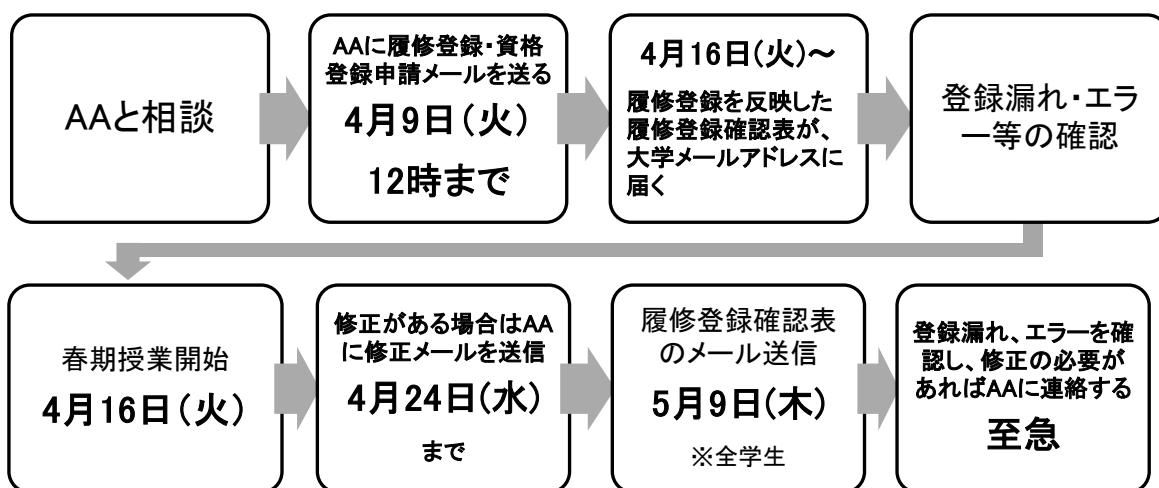 AAと相談
AAに履修登録・資格
登録申請メールを送る
4月9日（火）
12時まで
4月16日(火)～
履修登録を反映した
履修登録確認表が、
大学メールアドレスに
届く
登録漏れ・エラ
ー等の確認
春期授業開始
4月16日（火）
修正がある場合はAA
に修正メールを送信
4月24日(水)
まで
履修登録確認表
のメール送信
5月9日(木)
※全学生
登録漏れ、エラーを確
認し、修正の必要が
あればAAに連絡する
至急